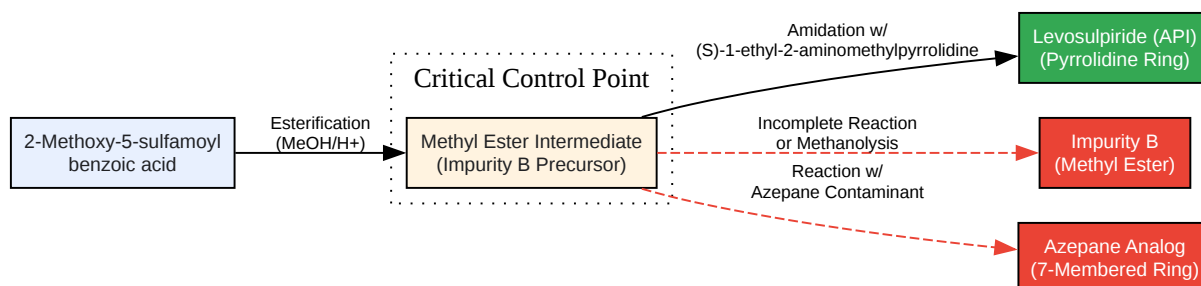 2-Methoxy-5-sulfamoyl
benzoic acid
Esterification
(MeOH/H+)
Critical Control Point
Methyl Ester Intermediate
(Impurity B Precursor)
Amidation w/
(S)-1-ethyl-2-aminomethylpyrrolidine
Levosulpiride (API)
(Pyrrolidine Ring)
Incomplete Reaction
or Methanolysis
Impurity B
(Methyl Ester)
Reaction w/
Azepane Contaminant
Azepane Analog
(7-Membered Ring)